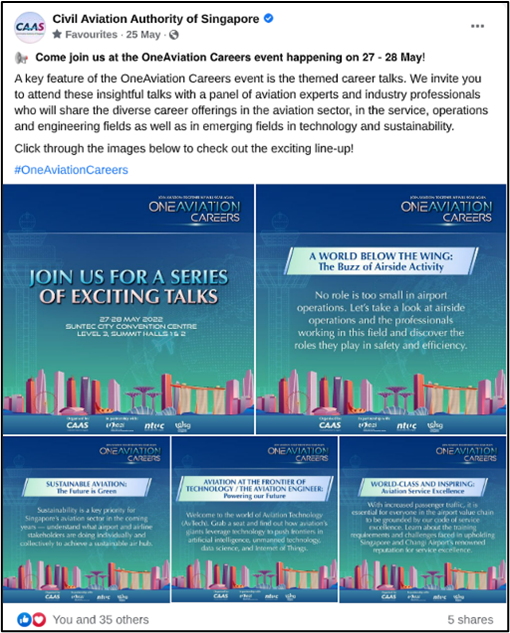 CAAS
Civil Aviation Authority of Singapore
Favourites · 25 May ·
Come join us at the OneAviation Careers event happening on 27 - 28 May!
A key feature of the OneAviation Careers event is the themed career talks. We invite you
to attend these insightful talks with a panel of aviation experts and industry professionals
who will share the diverse career offerings in the aviation sector, in the service, operations
and engineering fields as well as in emerging fields in technology and sustainability.
Click through the images below to check out the exciting line-up!
#OneAviationCareers
ONEAVIATION
CAREERS
JOIN US FOR A SERIES
OF EXCITING TALKS
27-28 MAY 2022
SUNTEC CITY CONVENTION CENTRE
LEVEL 3, SUMMIT HALLS 1 & 2
CAAS
ntuc
ONEAVIATION
CAREERS
A WORLD BELOW THE WING:
The Buzz of Airside Activity
No role is too small in airport
operations. Let's take a look at airside
operations and the professionals
working in this field and discover the
roles they play in safety and efficiency.
CAAS
ntuc
ONEAVIATION
CAREERS
SUSTAINABLE AVIATION:
The Future is Green
Sustainability is a key priority for
Singapore's aviation sector in the coming
years — understand what airport and airline
stakeholders are doing individually and
collectively to achieve a sustainable air hub.
CAAS
ntuc
ONEAVIATION
CAREERS
AVIATION AT THE FRONTIER OF
TECHNOLOGY / THE AVIATION ENGINEER:
Powering our Future
Welcome to the world of Aviation Technology
(AvTech). Grab a seat and find out how aviation's
giants leverage technology to push frontiers, in
artificial intelligence, unmanned technology,
data science, and Internet of Things.
CAAS
ntuc
ONEAVIATION
CAREERS
WORLD-CLASS AND INSPIRING:
Aviation Service Excellence
With increased passenger traffic, it is
essential for everyone in the airport value chain
to be grounded by our code of service
excellence. Learn about the training
requirements and challenges faced in upholding
Singapore and Changi Airport's renowned
reputation for service excellence.
CAAS
ntuc
You and 35 others
5 shares